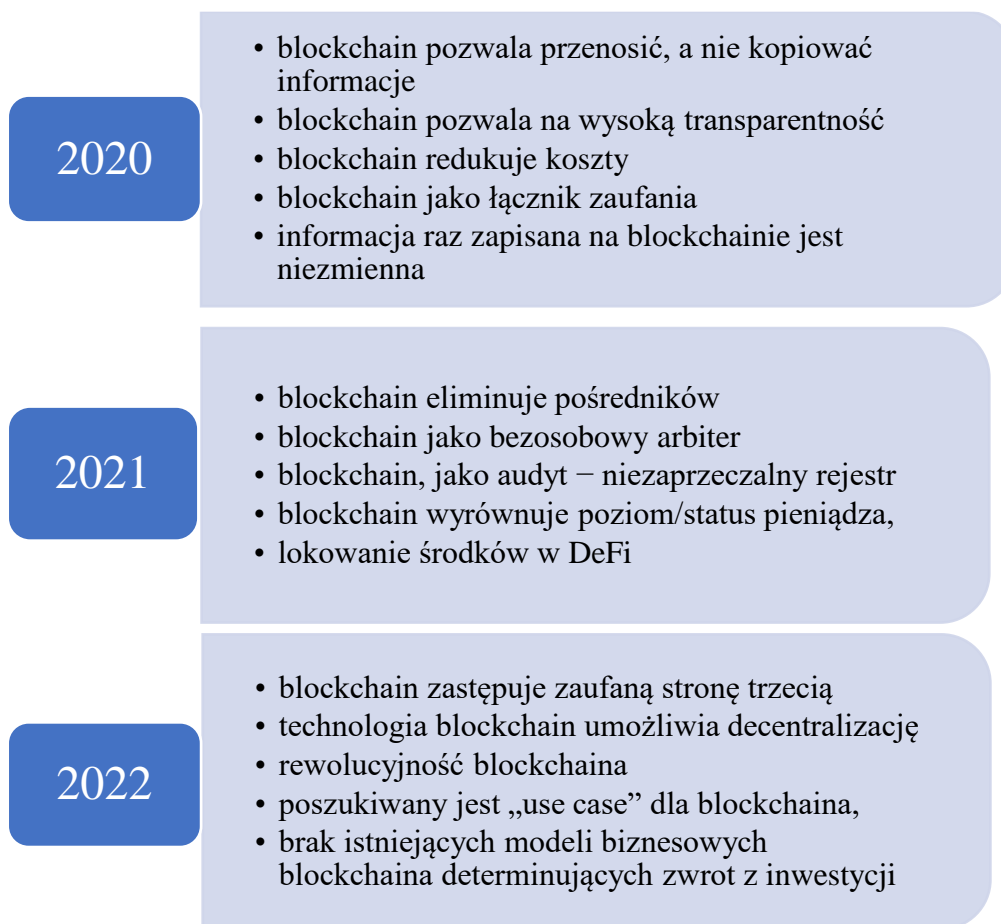 2020
• blockchain pozwala przenosić, a nie kopiować
informacje
• blockchain pozwala na wysoką transparentność
• blockchain redukuje koszty
• blockchain jako łącznik zaufania
• informacja raz zapisana na blockchainie jest
niezmienna
2021
• blockchain eliminuje pośredników
• blockchain jako bezosobowy arbiter
• blockchain, jako audyt − niezaprzeczalny rejestr
• blockchain wyrównuje poziom/status pieniądza,
• lokowanie środków w DeFi
2022
• blockchain zastępuje zaufaną stronę trzecią
• technologia blockchain umożliwia decentralizację
• rewolucyjność blockchaina
• poszukiwany jest „use case” dla blockchaina,
• brak istniejących modeli biznesowych
blockchaina determinujących zwrot z inwestycji